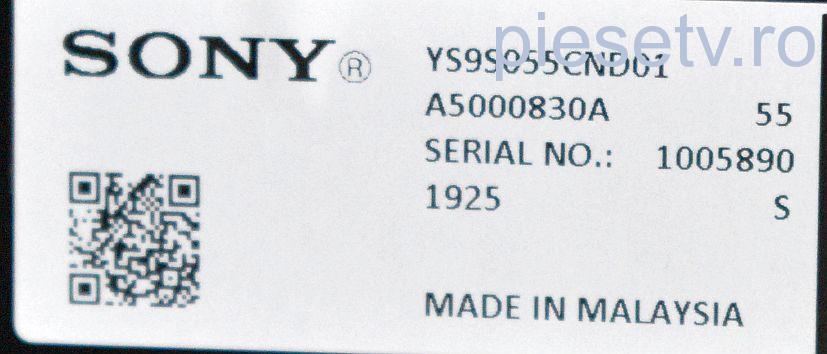 piesetv.ro
SONY®
YS9S055CND01
A5000830A 55
SERIAL NO.: 1005890
1925 S
MADE IN MALAYSIA